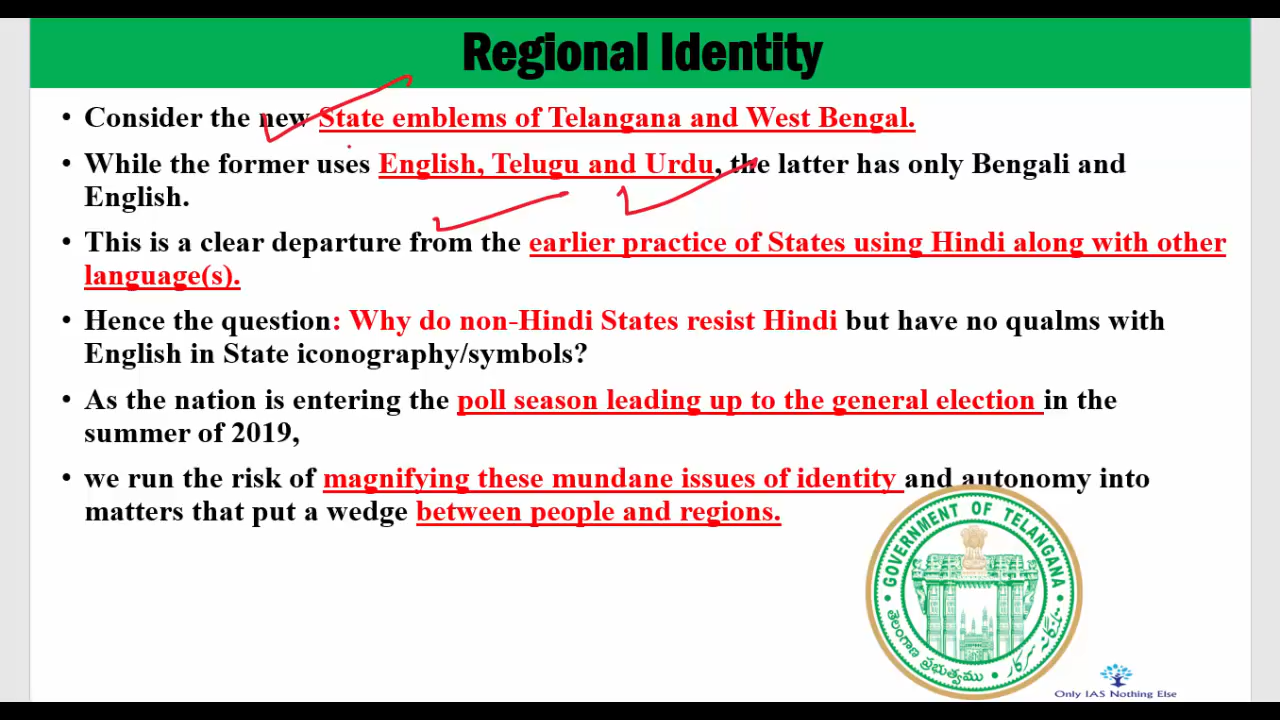 Regional Identity
• Consider the new State emblems of Telangana and West Bengal.
• While the former uses English, Telugu and Urdu, the latter has only Bengali and
English.
• This is a clear departure from the earlier practice of States using Hindi along with other
language(s).
• Hence the question: Why do non-Hindi States resist Hindi but have no qualms with
English in State iconography/symbols?
• As the nation is entering the poll season leading up to the general election in the
summer of 2019,
• we run the risk of magnifying these mundane issues of identity and autonomy into
matters that put a wedge between people and regions.
GOVERNMENT OF TELANGANA
తెలంగాణ ప్రభుత్వము
تلنگانہ سرکار
Only IAS Nothing Else